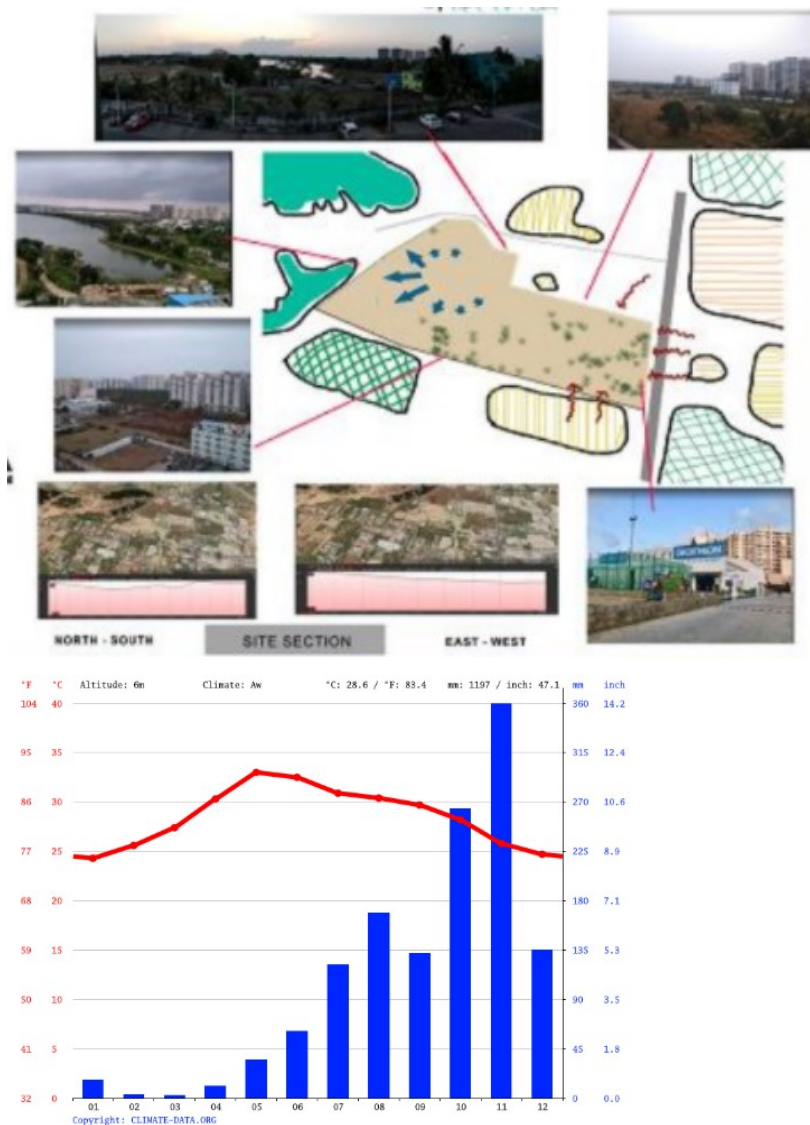 DECATHLON
NORTH - SOUTH
SITE SECTION
EAST - WEST
°F °C Altitude: 6m Climate: Aw °C: 28.6 / °F: 83.4 mm: 1197 / inch: 47.1 mm inch
104 40 360 14.2
95 35 315 12.4
86 30 270 10.6
77 25 225 8.9
68 20 180 7.1
59 15 135 5.3
50 10 90 3.5
41 5 45 1.8
32 0 0 0.0
01 02 03 04 05 06 07 08 09 10 11 12
Copyright: CLIMATE-DATA.ORG